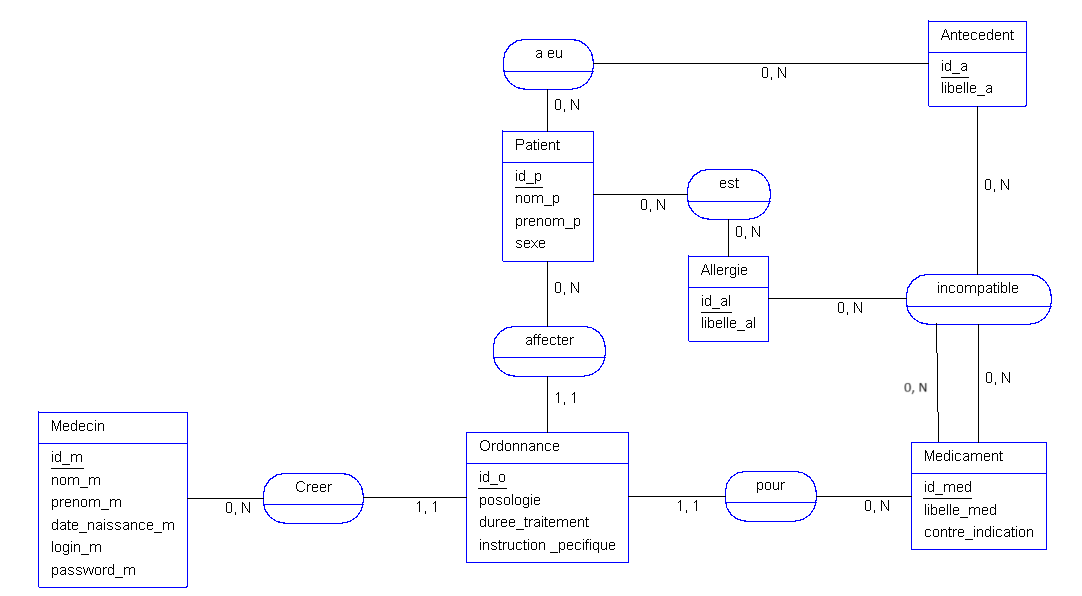 a eu
0, N
0, N
Antecedent
id_a
libelle_a
Patient
id_p
nom_p
prenom_p
sexe
0, N
est
0, N
0, N
Allergie
id_al
libelle_al
0, N
incompatible
0, N
affecter
1, 1
0, N
0, N
Medecin
id_m
nom_m
prenom_m
date_naissance_m
login_m
password_m
0, N
Creer
1, 1
Ordonnance
id_o
posologie
duree_traitement
instruction _pecifique
1, 1
pour
0, N
Medicament
id_med
libelle_med
contre_indication